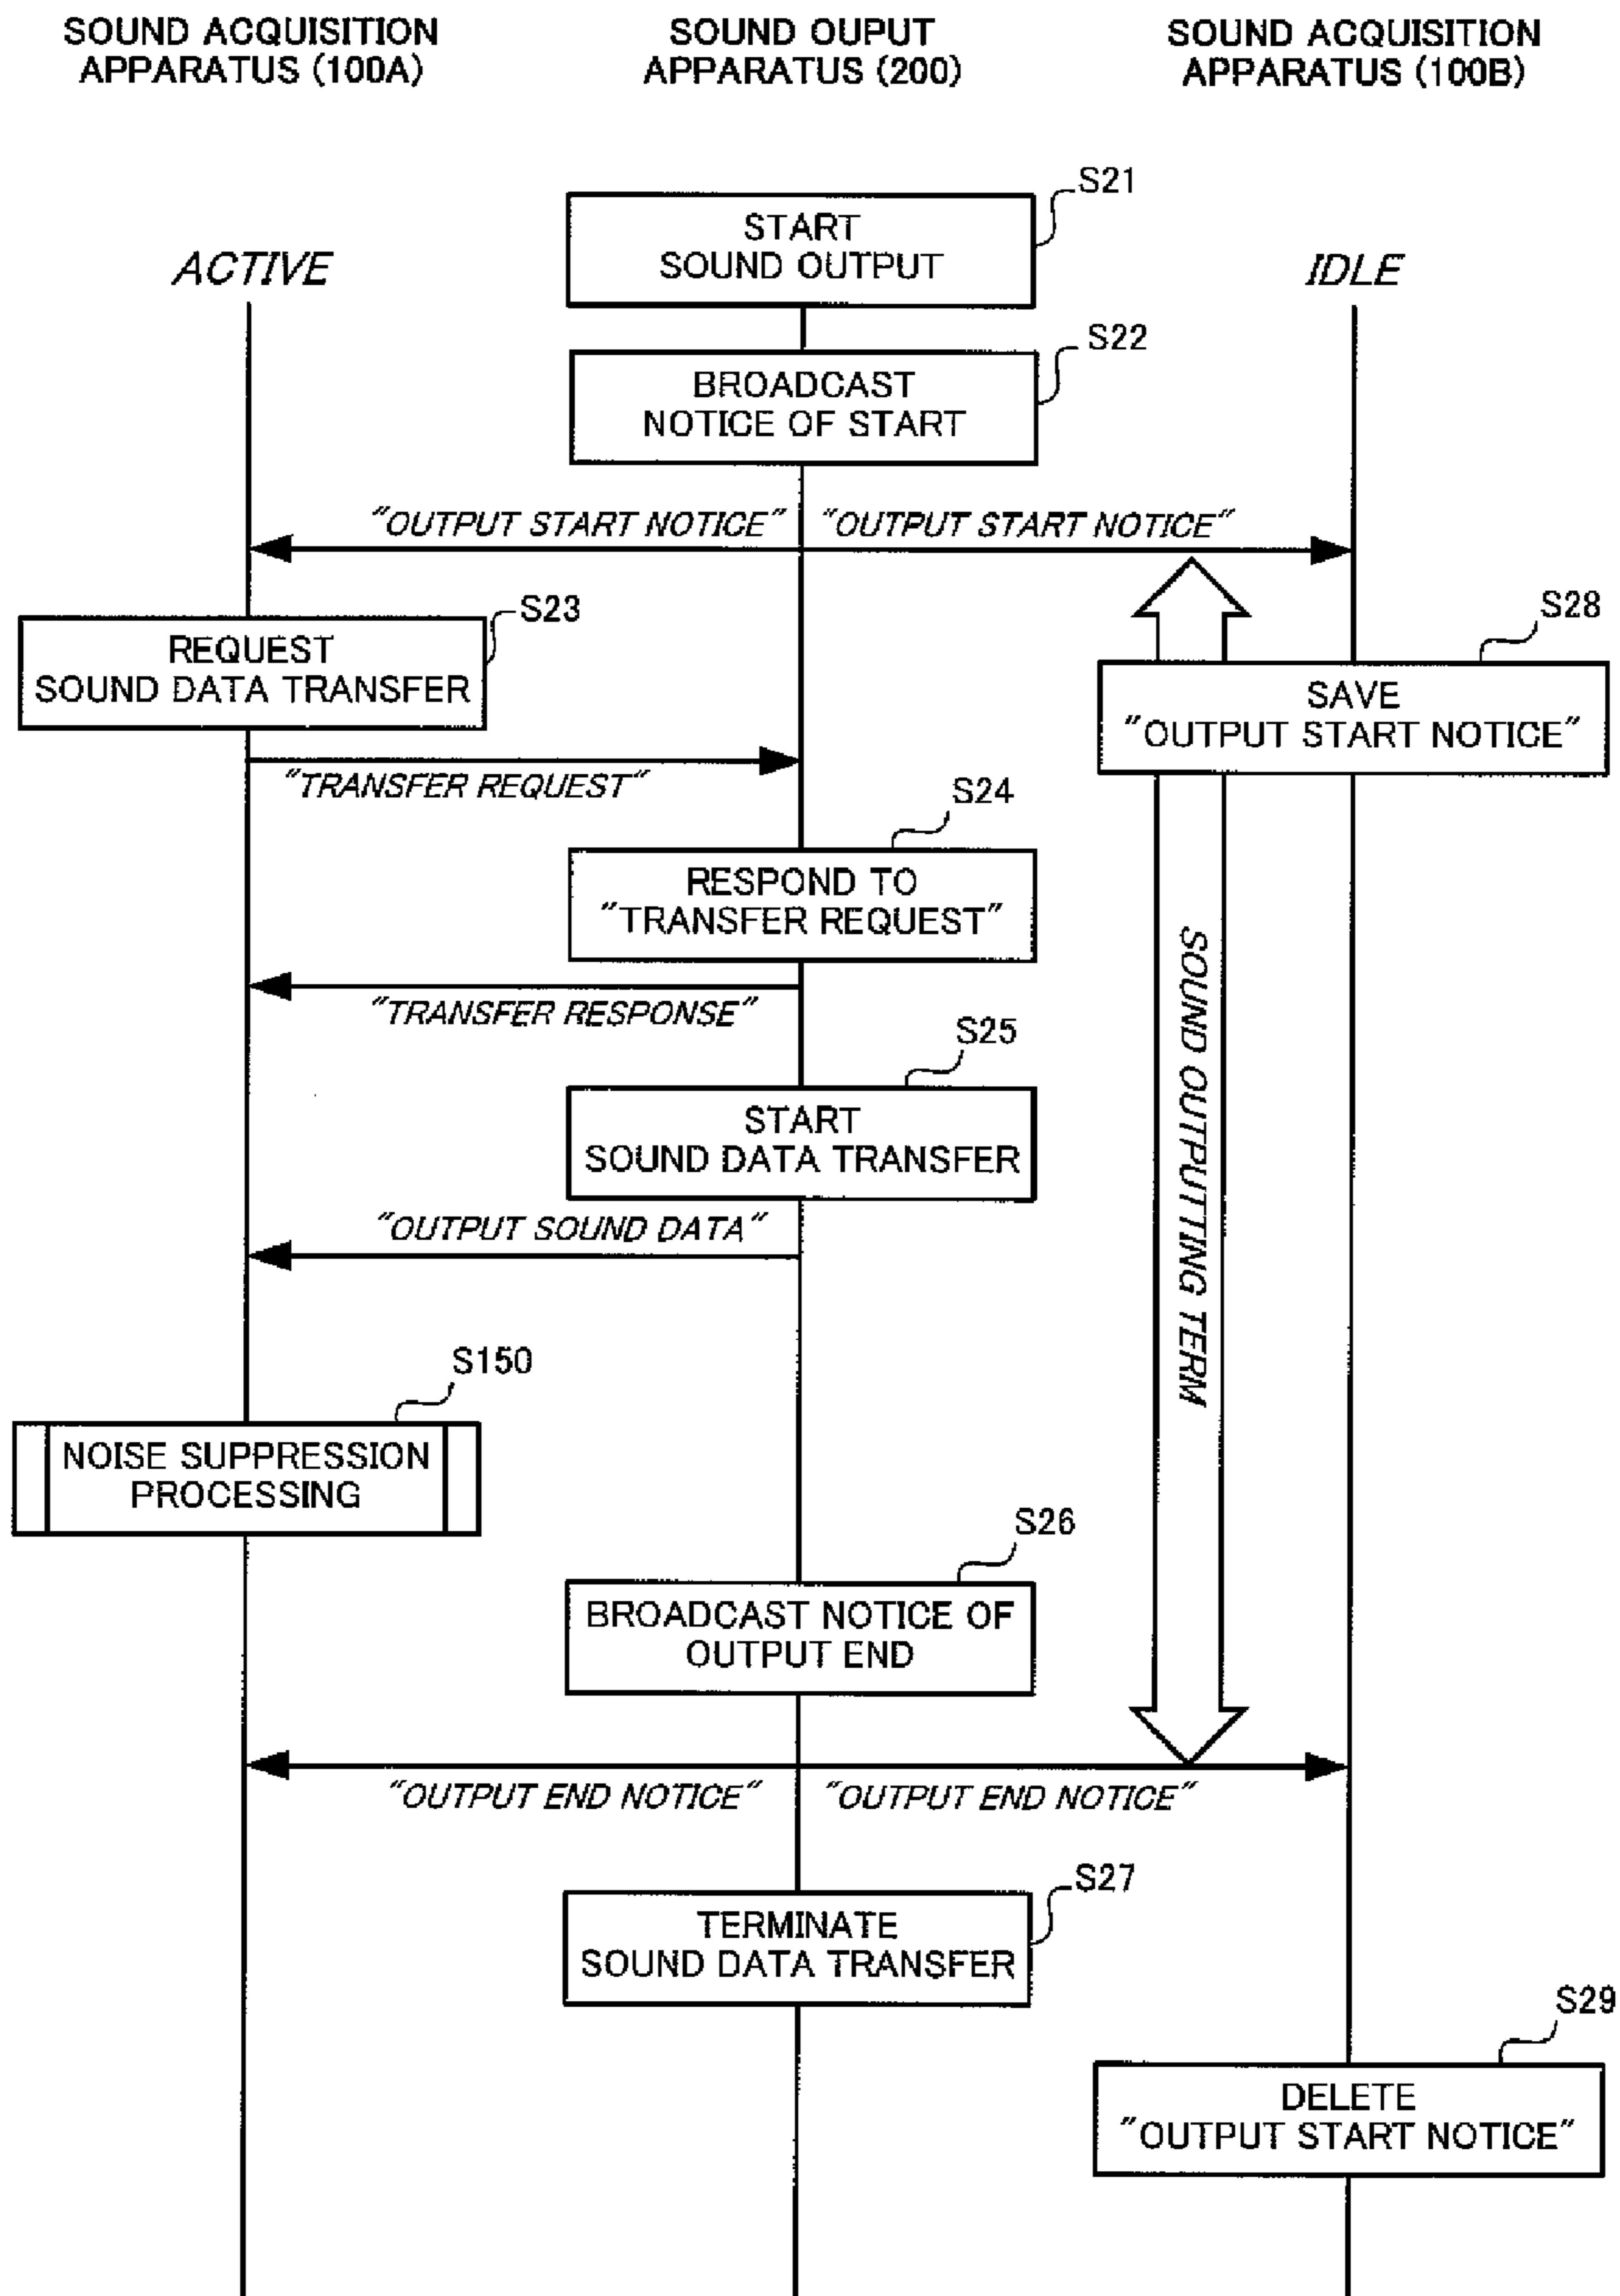 SOUND ACQUISITION
APPARATUS (100A)
SOUND OUPUT
APPARATUS (200)
SOUND ACQUISITION
APPARATUS (100B)
S21
START
SOUND OUTPUT
ACTIVE
IDLE
S22
BROADCAST
NOTICE OF START
"OUTPUT START NOTICE"
"OUTPUT START NOTICE"
S23
REQUEST
SOUND DATA TRANSFER
S28
SAVE
"OUTPUT START NOTICE"
"TRANSFER REQUEST"
S24
RESPOND TO
"TRANSFER REQUEST"
"TRANSFER RESPONSE"
S25
START
SOUND DATA TRANSFER
SOUND OUTPUTTING TERM
"OUTPUT SOUND DATA"
S150
NOISE SUPPRESSION
PROCESSING
S26
BROADCAST NOTICE OF
OUTPUT END
"OUTPUT END NOTICE"
"OUTPUT END NOTICE"
S27
TERMINATE
SOUND DATA TRANSFER
S29
DELETE
"OUTPUT START NOTICE"